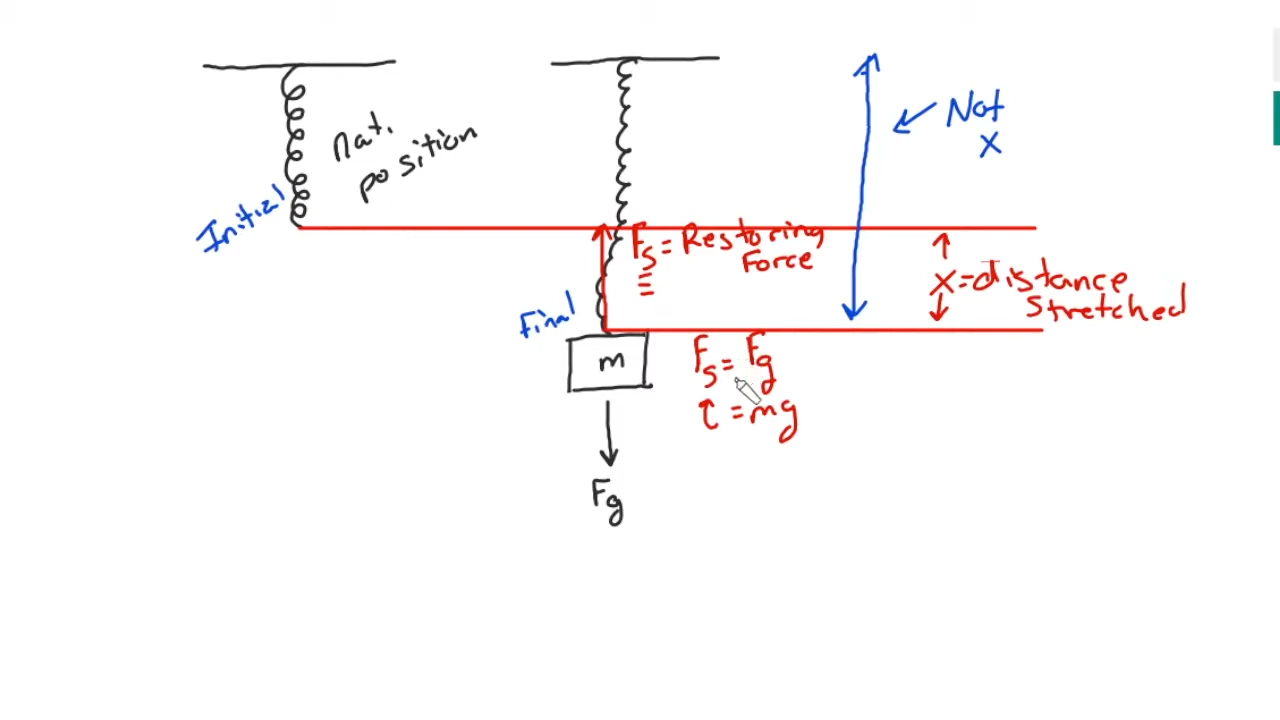 nat.
position
Initial
Not
x
Fs = Restoring
Force
x = distance
stretched
Final
m
Fs = Fg
= mg
Fg